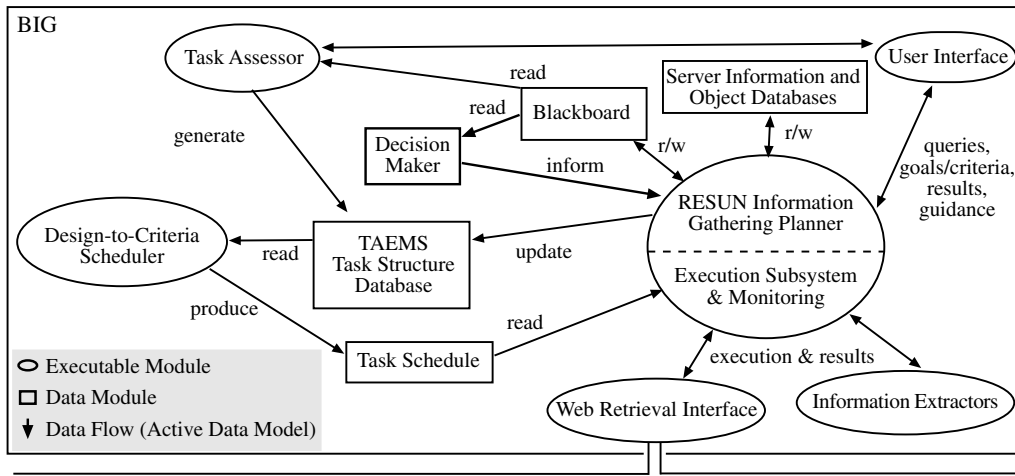 BIG
Task Assessor
User Interface
read
Server Information and
Object Databases
read
Blackboard
generate
Decision
Maker
r/w
r/w
inform
queries,
goals/criteria,
results,
guidance
RESUN Information
Gathering Planner
Design-to-Criteria
Scheduler
read
TAEMS
Task Structure
Database
update
Execution Subsystem
& Monitoring
produce
read
Task Schedule
execution & results
Executable Module
Data Module
Data Flow (Active Data Model)
Web Retrieval Interface
Information Extractors